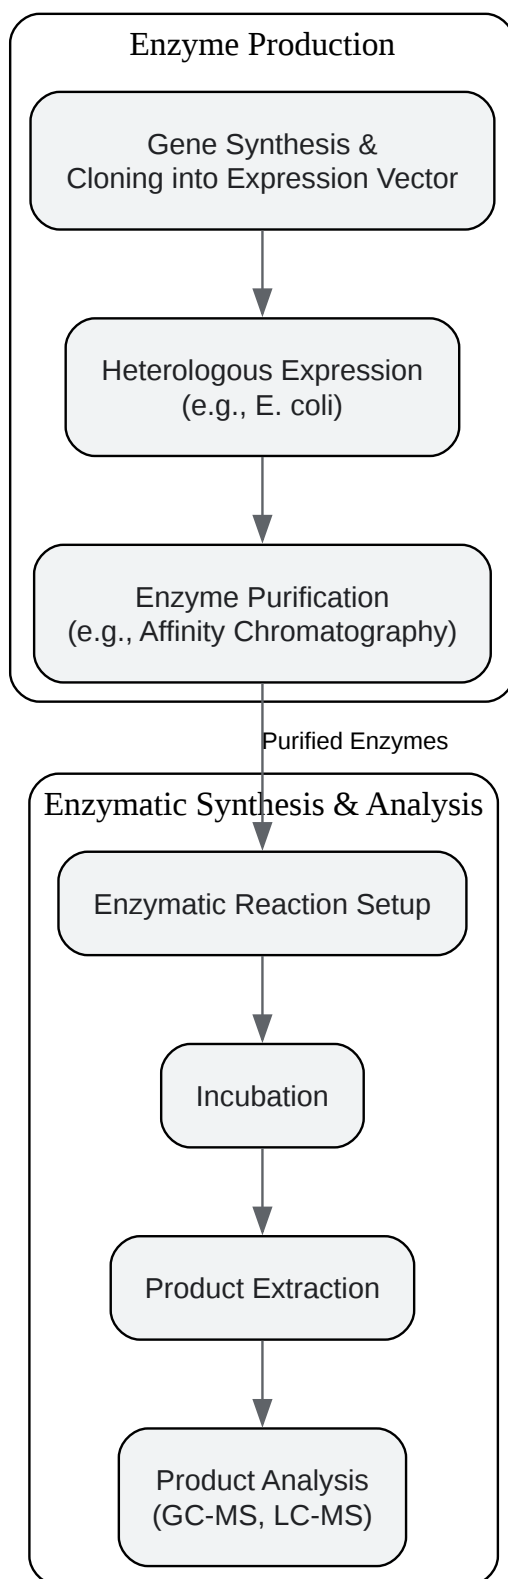 Enzyme Production
Gene Synthesis &
Cloning into Expression Vector
Heterologous Expression
(e.g., E. coli)
Enzyme Purification
(e.g., Affinity Chromatography)
Purified Enzymes
Enzymatic Synthesis & Analysis
Enzymatic Reaction Setup
Incubation
Product Extraction
Product Analysis
(GC-MS, LC-MS)